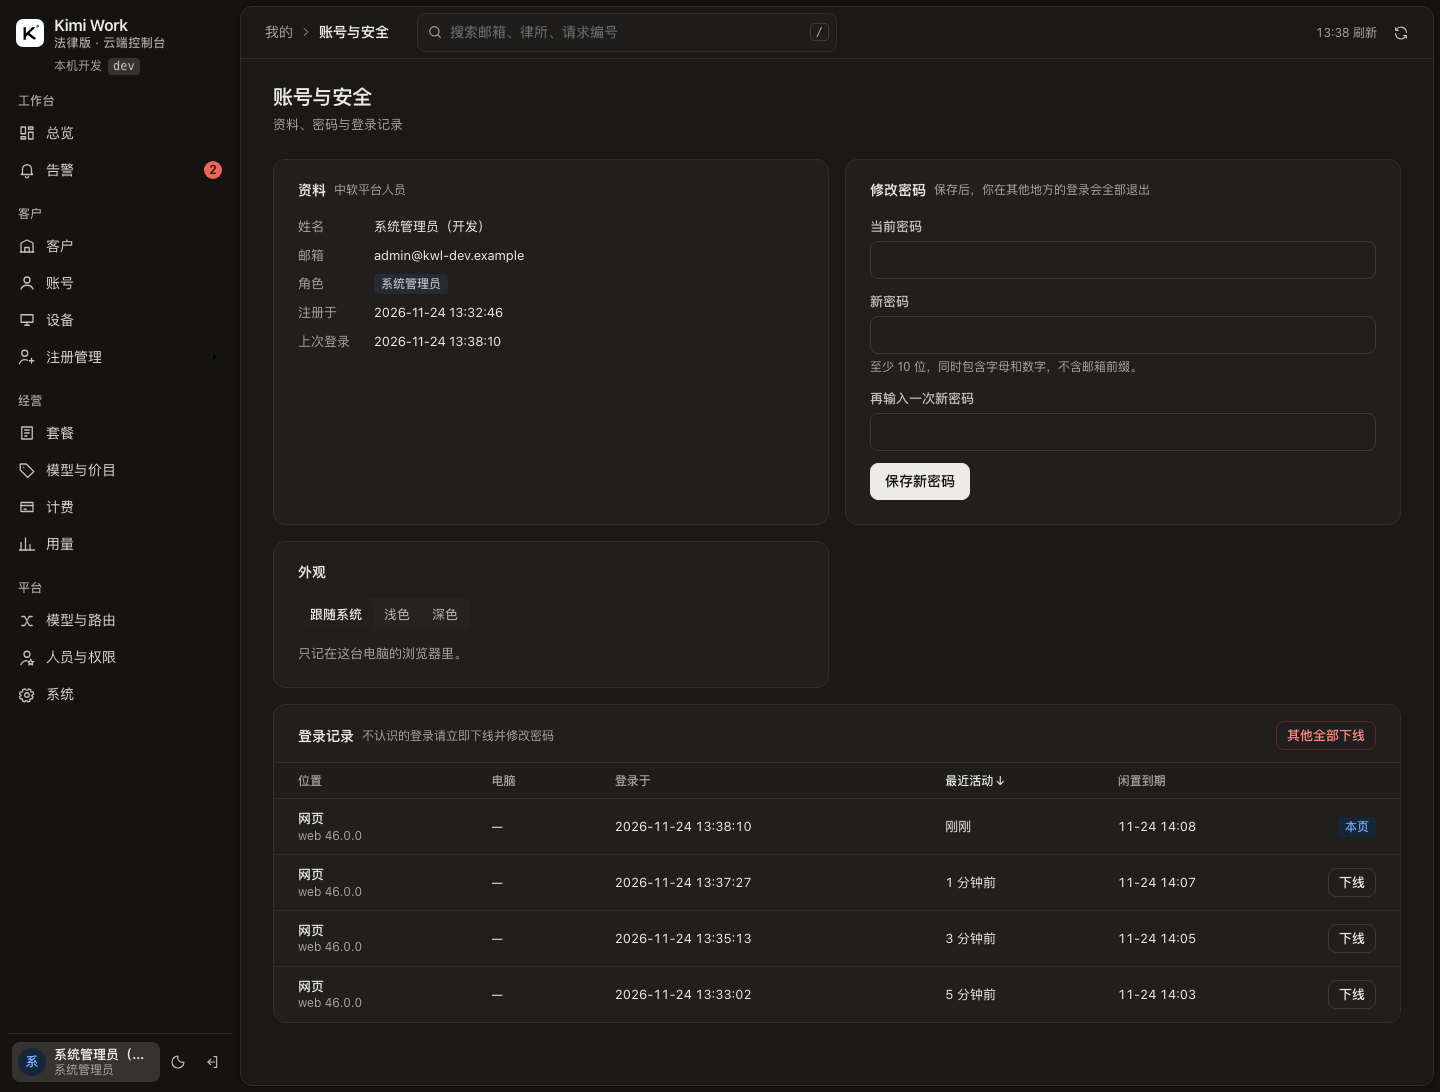 Kimi Work
法律版 · 云端控制台
本机开发 dev
工作台
总览
告警 2
客户
客户
账号
设备
注册管理
经营
套餐
模型与价目
计费
用量
平台
模型与路由
人员与权限
系统
系
系统管理员（...
系统管理员
我的 > 账号与安全
搜索邮箱、律所、请求编号 /
13:38 刷新
账号与安全
资料、密码与登录记录
资料 中软平台人员
姓名 系统管理员（开发）
邮箱 admin@kwl-dev.example
角色 系统管理员
注册于 2026-11-24 13:32:46
上次登录 2026-11-24 13:38:10
修改密码 保存后，你在其他地方的登录会全部退出
当前密码
新密码
至少 10 位，同时包含字母和数字，不含邮箱前缀。
再输入一次新密码
保存新密码
外观
跟随系统 浅色 深色
只记在这台电脑的浏览器里。
登录记录 不认识的登录请立即下线并修改密码 其他全部下线
位置 电脑 登录于 最近活动 ↓ 闲置到期
网页
web 46.0.0 — 2026-11-24 13:38:10 刚刚 11-24 14:08 本页
网页
web 46.0.0 — 2026-11-24 13:37:27 1 分钟前 11-24 14:07 下线
网页
web 46.0.0 — 2026-11-24 13:35:13 3 分钟前 11-24 14:05 下线
网页
web 46.0.0 — 2026-11-24 13:33:02 5 分钟前 11-24 14:03 下线